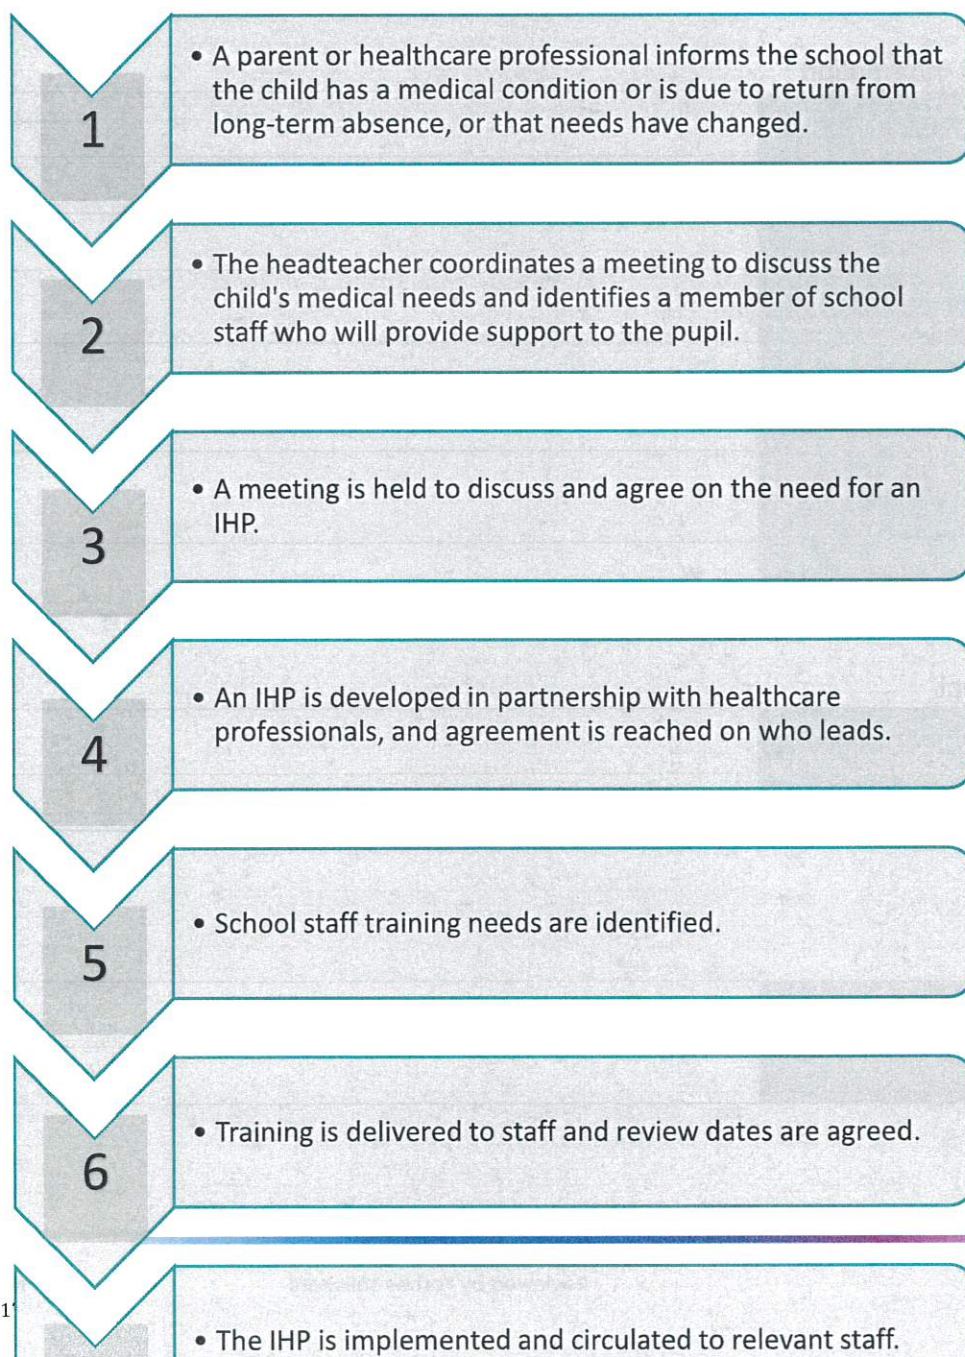 1
• A parent or healthcare professional informs the school that
the child has a medical condition or is due to return from
long-term absence, or that needs have changed.
2
• The headteacher coordinates a meeting to discuss the
child's medical needs and identifies a member of school
staff who will provide support to the pupil.
3
• A meeting is held to discuss and agree on the need for an
IHP.
4
• An IHP is developed in partnership with healthcare
professionals, and agreement is reached on who leads.
5
• School staff training needs are identified.
6
• Training is delivered to staff and review dates are agreed.
• The IHP is implemented and circulated to relevant staff.